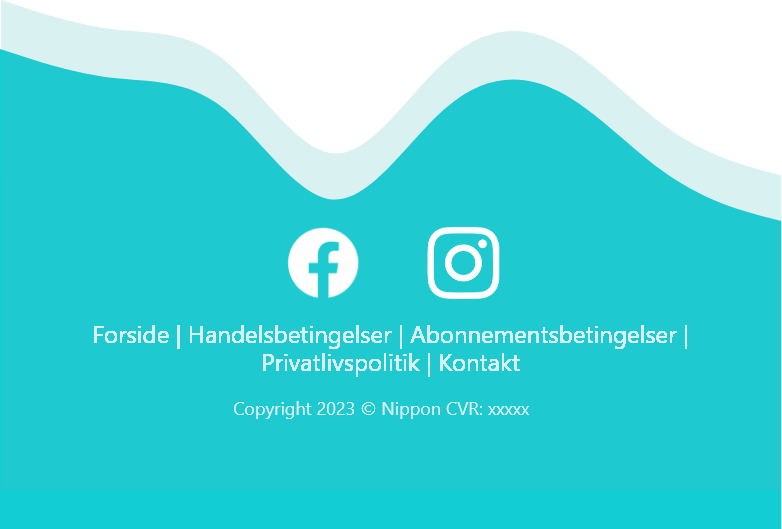 Forside | Handelsbetingelser | Abonnementsbetingelser |
Privatlivspolitik | Kontakt
Copyright 2023 © Nippon CVR: xxxxx